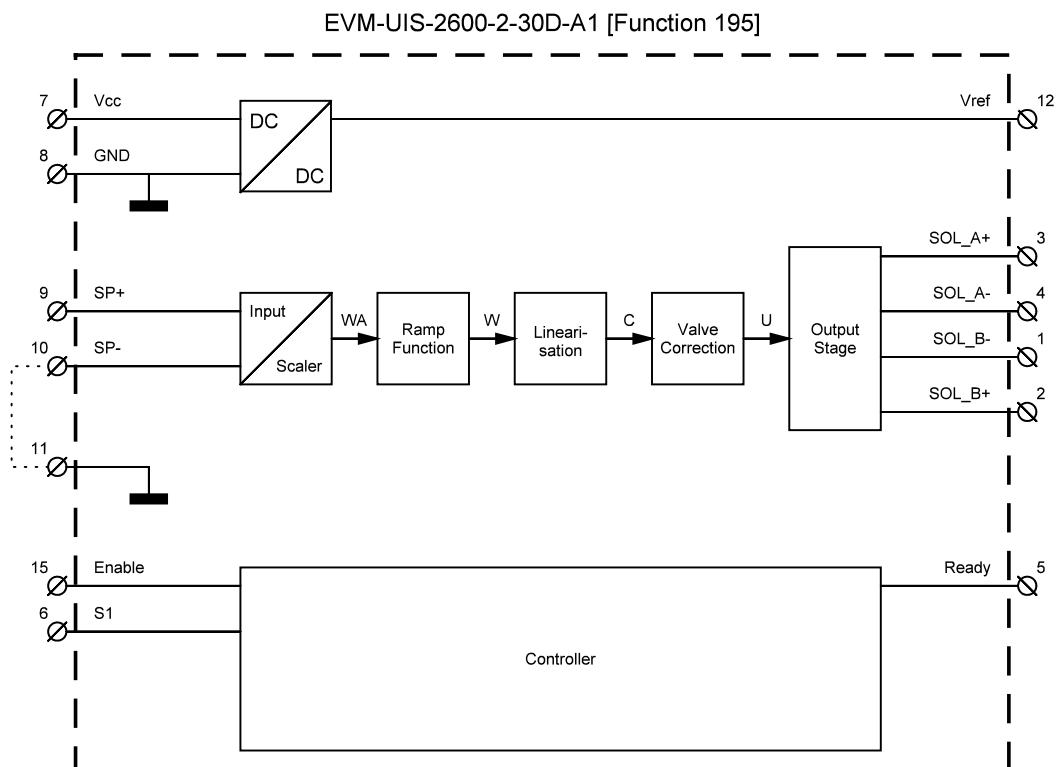 EVM-UIS-2600-2-30D-A1 [Function 195]
7 Vcc
DC
DC
Vref 12
8 GND
SOL_A+ 3
9 SP+
Input
Scaler
WA
Ramp
Function
W
Lineari-
sation
C
Valve
Correction
U
Output
Stage
SOL_A- 4
10 SP-
SOL_B- 1
SOL_B+ 2
11
15 Enable
Ready 5
6 S1
Controller